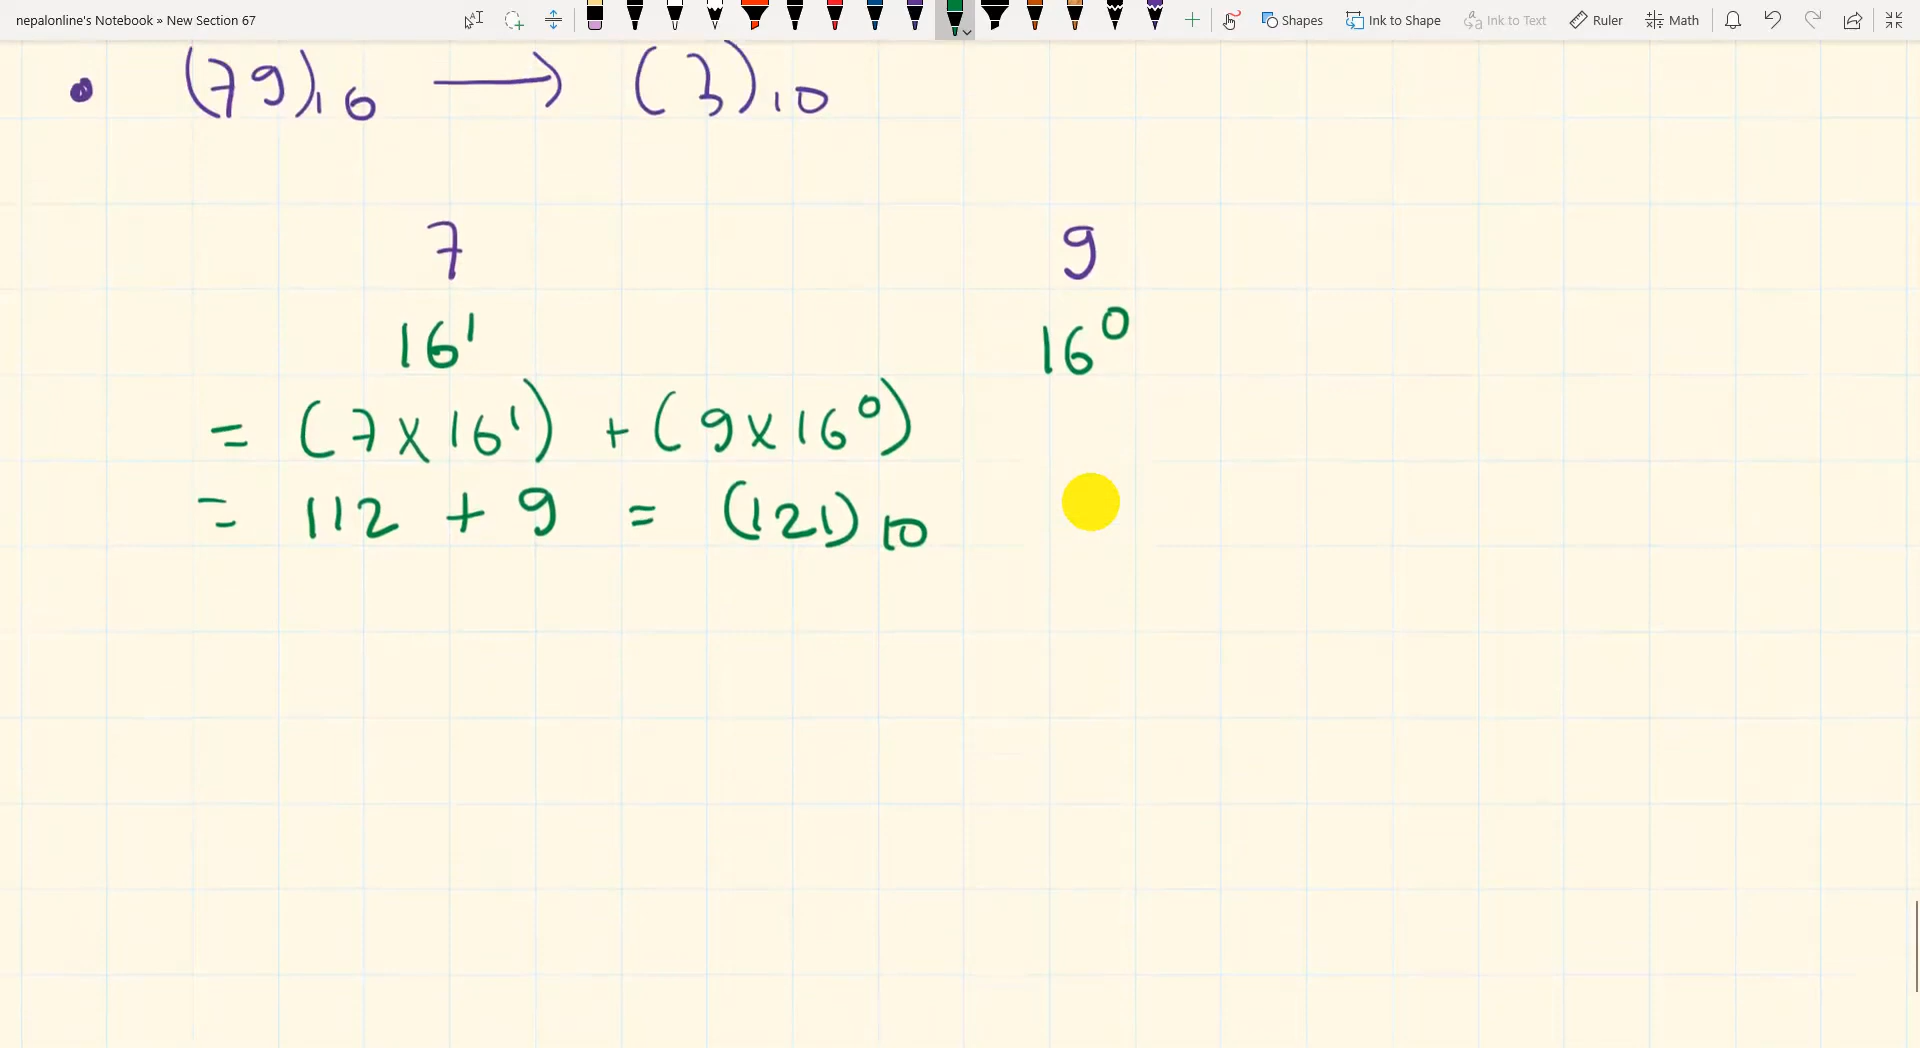 nepalonline's Notebook » New Section 67
Shapes Ink to Shape Ink to Text Ruler Math
• (79)₁₆ ⟶ (?)₁₀
7 9
16¹ 16⁰
= (7 × 16¹) + (9 × 16⁰)
= 112 + 9 = (121)₁₀